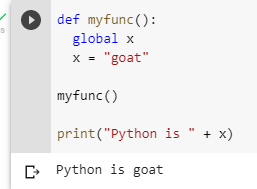 def myfunc():
  global x
  x = "goat"

myfunc()

print("Python is " + x)
Python is goat